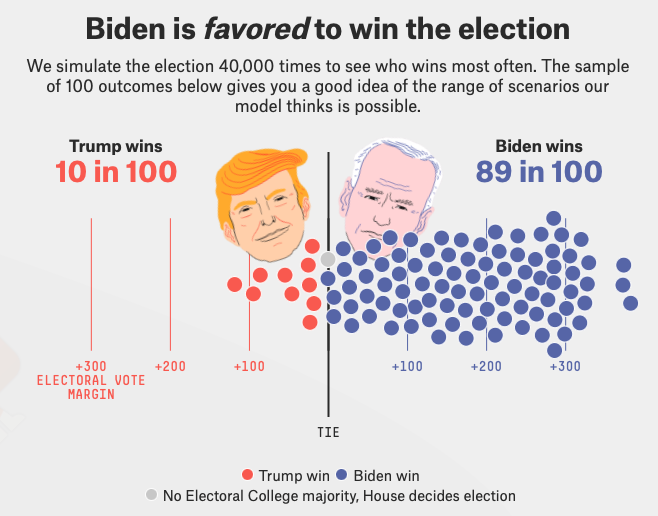 Biden is favored to win the election
We simulate the election 40,000 times to see who wins most often. The sample
of 100 outcomes below gives you a good idea of the range of scenarios our
model thinks is possible.
Trump wins
10 in 100
Biden wins
89 in 100
+300
+200
+100
+100
+200
+300
ELECTORAL VOTE
MARGIN
TIE
Trump win
Biden win
No Electoral College majority, House decides election